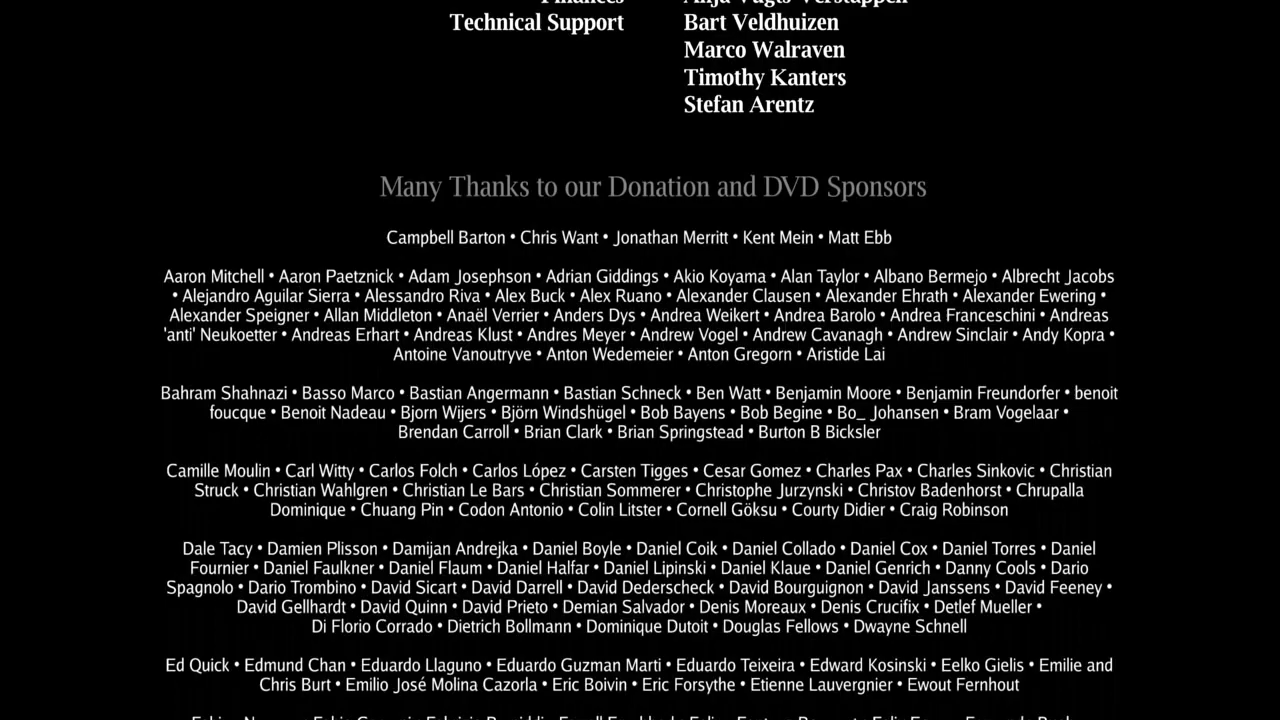 Technical Support Bart Veldhuizen
Marco Walraven
Timothy Kanters
Stefan Arentz
Many Thanks to our Donation and DVD Sponsors
Campbell Barton • Chris Want • Jonathan Merritt • Kent Mein • Matt Ebb
Aaron Mitchell • Aaron Paetznick • Adam Josephson • Adrian Giddings • Akio Koyama • Alan Taylor • Albano Bermejo • Albrecht Jacobs
• Alejandro Aguilar Sierra • Alessandro Riva • Alex Buck • Alex Ruano • Alexander Clausen • Alexander Ehrath • Alexander Ewering •
Alexander Speigner • Allan Middleton • Anaël Verrier • Anders Dys • Andrea Weikert • Andrea Barolo • Andrea Franceschini • Andreas
'anti' Neukoetter • Andreas Erhart • Andreas Klust • Andres Meyer • Andrew Vogel • Andrew Cavanagh • Andrew Sinclair • Andy Kopra •
Antoine Vanoutryve • Anton Wedemeier • Anton Gregorn • Aristide Lai
Bahram Shahnazi • Basso Marco • Bastian Angermann • Bastian Schneck • Ben Watt • Benjamin Moore • Benjamin Freundorfer • benoit
foucque • Benoit Nadeau • Bjorn Wijers • Björn Windshügel • Bob Bayens • Bob Begine • Bo_ Johansen • Bram Vogelaar •
Brendan Carroll • Brian Clark • Brian Springstead • Burton B Bicksler
Camille Moulin • Carl Witty • Carlos Folch • Carlos López • Carsten Tigges • Cesar Gomez • Charles Pax • Charles Sinkovic • Christian
Struck • Christian Wahlgren • Christian Le Bars • Christian Sommerer • Christophe Jurzynski • Christov Badenhorst • Chrupalla
Dominique • Chuang Pin • Codon Antonio • Colin Litster • Cornell Göksu • Courty Didier • Craig Robinson
Dale Tacy • Damien Plisson • Damijan Andrejka • Daniel Boyle • Daniel Coik • Daniel Collado • Daniel Cox • Daniel Torres • Daniel
Fournier • Daniel Faulkner • Daniel Flaum • Daniel Halfar • Daniel Lipinski • Daniel Klaue • Daniel Genrich • Danny Cools • Dario
Spagnolo • Dario Trombino • David Sicart • David Darrell • David Dederscheck • David Bourguignon • David Janssens • David Feeney •
David Gellhardt • David Quinn • David Prieto • Demian Salvador • Denis Moreaux • Denis Crucifix • Detlef Mueller •
Di Florio Corrado • Dietrich Bollmann • Dominique Dutoit • Douglas Fellows • Dwayne Schnell
Ed Quick • Edmund Chan • Eduardo Llaguno • Eduardo Guzman Marti • Eduardo Teixeira • Edward Kosinski • Eelko Gielis • Emilie and
Chris Burt • Emilio José Molina Cazorla • Eric Boivin • Eric Forsythe • Etienne Lauvergnier • Ewout Fernhout